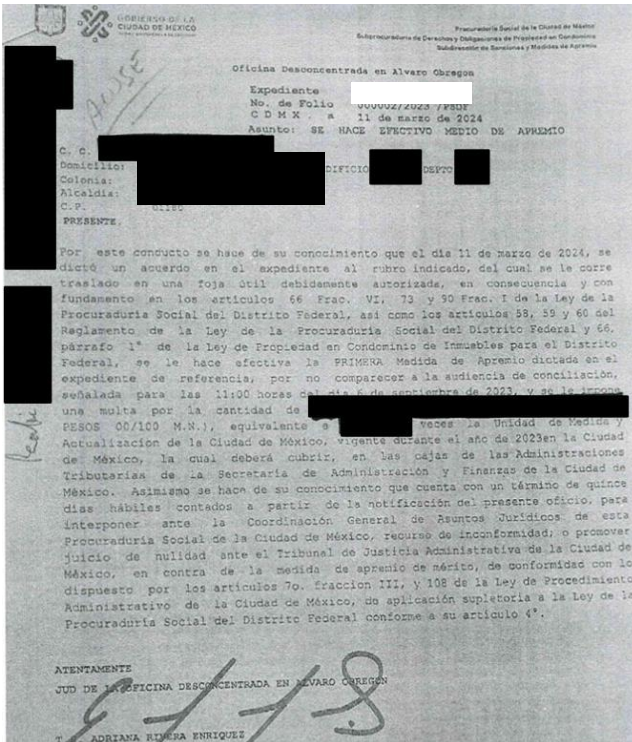 GOBIERNO DE LA
CIUDAD DE MÉXICO
Procuraduría Social de la Ciudad de México
Subprocuraduría de Derechos y Obligaciones de Propiedad en Condominio
Subdirección de Sanciones y Medidas de Apremio
Oficina Desconcentrada en Alvaro Obregon
Expediente
No. de Folio 000002/2023 /PSDF
CDMX. a 11 de marzo de 2024
Asunto: SE HACE EFECTIVO MEDIO DE APREMIO
C. C.
Domicilio: DIFICIO DEPTO
Colonia:
Alcaldía:
C.P.
PRESENTE.
Por este conducto se hace de su conocimiento que el día 11 de marzo de 2024, se
dictó un acuerdo en el expediente al rubro indicado, del cual se le corre
traslado en una foja útil debidamente autorizada, en consecuencia y con
fundamento en los artículos 66 Frac. VI, 73 y 90 Frac. I de la Ley de la
Procuraduría Social del Distrito Federal, así como los artículos 58, 59 y 60 del
Reglamento de la Ley de la Procuraduría Social del Distrito Federal y 66,
párrafo 1° de la Ley de Propiedad en Condominio de Inmuebles para el Distrito
Federal, se le hace efectiva la PRIMERA Medida de Apremio dictada en el
expediente de referencia, por no comparecer a la audiencia de conciliación,
señalada para las 11:00 horas del día 6 de septiembre de 2023, y se le impone
una multa por la cantidad de
PESOS 00/100 M.N.), equivalente a veces la Unidad de Medida y
Actualización de la Ciudad de México, vigente durante el año de 2023en la Ciudad
de México, la cual deberá cubrir, en las cajas de las Administraciones
Tributarias de la Secretaría de Administración y Finanzas de la Ciudad de
México. Asimismo se hace de su conocimiento que cuenta con un término de quince
días hábiles contados a partir de la notificación del presente oficio, para
interponer ante la Coordinación General de Asuntos Jurídicos de esta
Procuraduría Social de la Ciudad de México, recurso de inconformidad; o promover
juicio de nulidad ante el Tribunal de Justicia Administrativa de la Ciudad de
México, en contra de la medida de apremio de mérito, de conformidad con lo
dispuesto por los artículos 7o. fraccion III, y 108 de la Ley de Procedimiento
Administrativo de la Ciudad de México, de aplicación supletoria a la Ley de la
Procuraduría Social del Distrito Federal conforme a su artículo 4°.
ATENTAMENTE
JUD DE LA OFICINA DESCONCENTRADA EN ALVARO OBREGON
ADRIANA RIVERA ENRIQUEZ